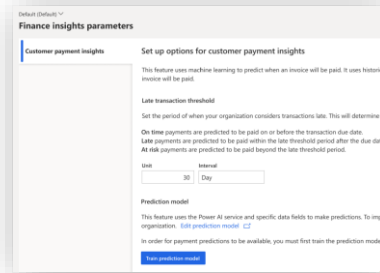 Default (Default)
Finance insights parameters
Customer payment insights
Set up options for customer payment insights
This feature uses machine learning to predict when an invoice will be paid. It uses histori
invoice will be paid.
Late transaction threshold
Set the period of when your organization considers transactions late. This will determine
On time payments are predicted to be paid on or before the transaction due date.
Late payments are predicted to be paid within the late threshold period after the due dat
At risk payments are predicted to be paid beyond the late threshold period.
Unit Interval
30 Day
Prediction model
This feature uses the Power AI service and specific data fields to make predictions. To imp
organization. Edit prediction model
In order for payment predictions to be available, you must first train the prediction mode
Train prediction model